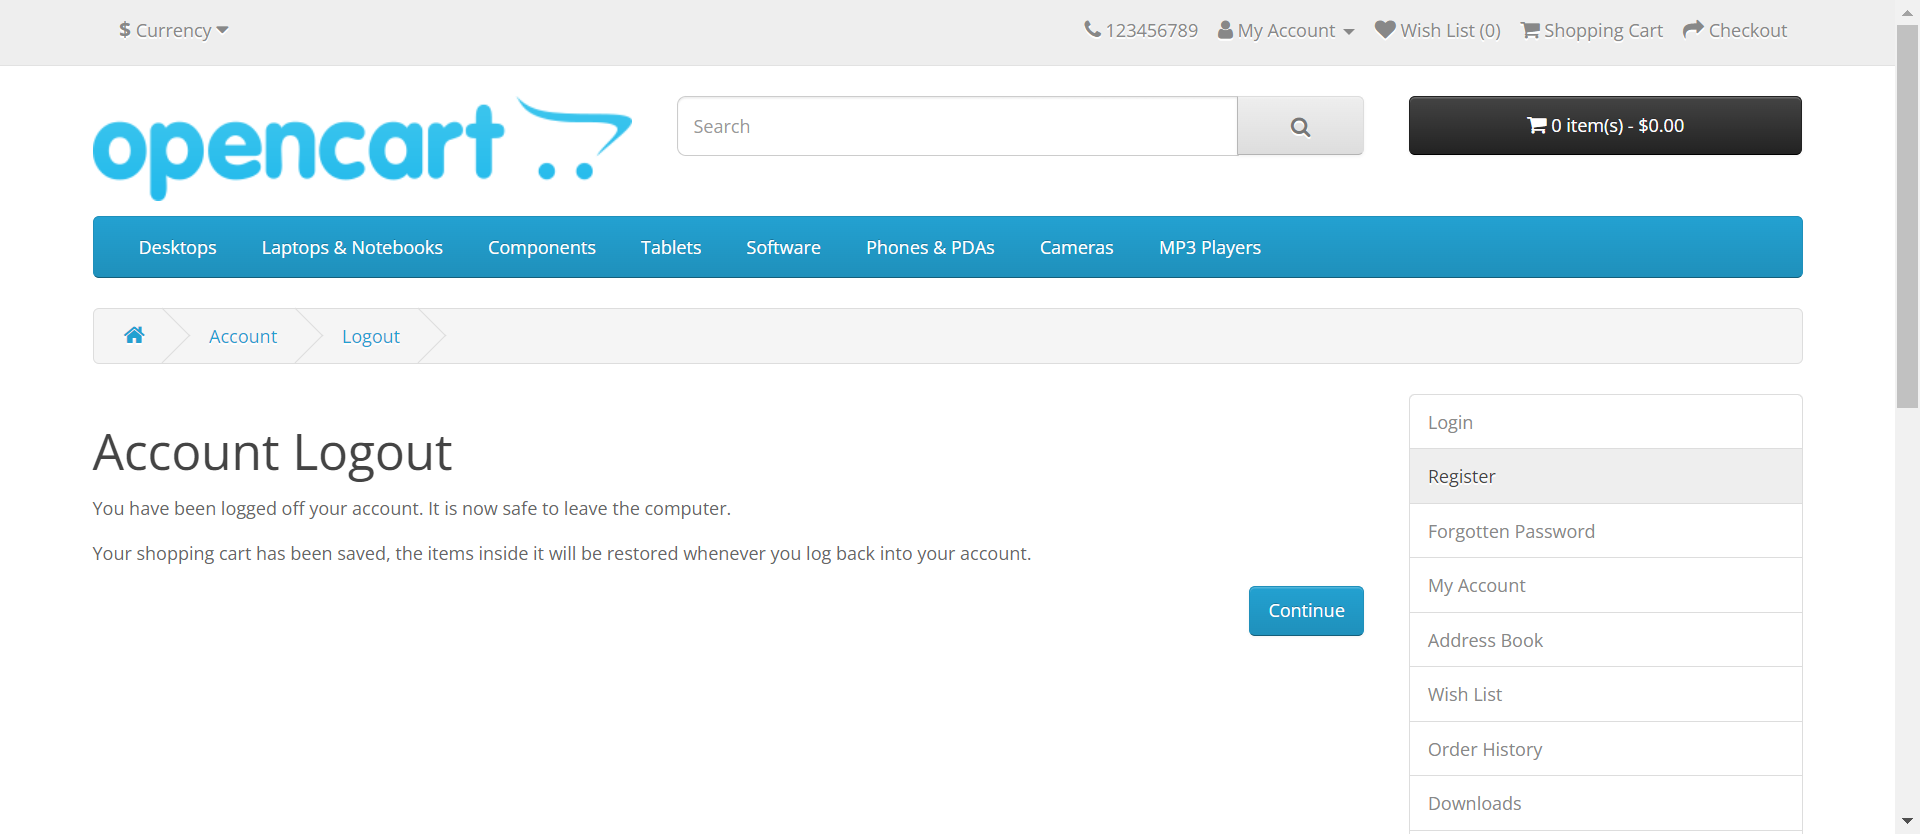 $ Currency
123456789 My Account Wish List (0) Shopping Cart Checkout
opencart
Search
0 item(s) - $0.00
Desktops Laptops & Notebooks Components Tablets Software Phones & PDAs Cameras MP3 Players
Account Logout
Account Logout
You have been logged off your account. It is now safe to leave the computer.
Your shopping cart has been saved, the items inside it will be restored whenever you log back into your account.
Continue
Login
Register
Forgotten Password
My Account
Address Book
Wish List
Order History
Downloads